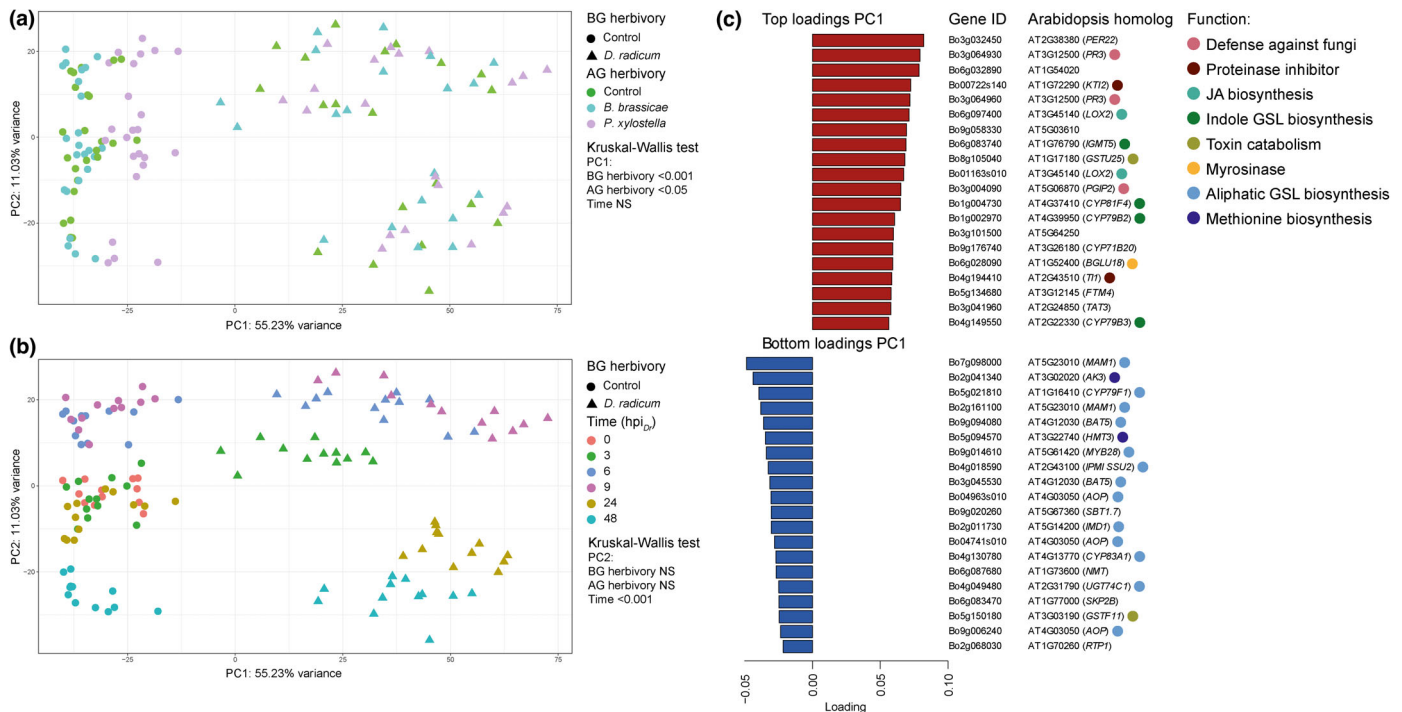 (a)
PC2: 11.03% variance
20
0
−20
−25
0
25
50
75
PC1: 55.23% variance
BG herbivory
Control
D. radicum
AG herbivory
Control
B. brassicae
P. xylostella
Kruskal-Wallis test
PC1:
BG herbivory <0.001
AG herbivory <0.05
Time NS
(b)
PC2: 11.03% variance
20
0
−20
−25
0
25
50
75
PC1: 55.23% variance
BG herbivory
Control
D. radicum
Time (hpiDr)
0
3
6
9
24
48
Kruskal-Wallis test
PC2:
BG herbivory NS
AG herbivory NS
Time <0.001
(c)
Top loadings PC1 Gene ID Arabidopsis homolog
Bo3g032450 AT2G38380 (PER22)
Bo3g064930 AT3G12500 (PR3)
Bo6g032890 AT1G54020
Bo00722s140 AT1G72290 (KTI2)
Bo3g064960 AT3G12500 (PR3)
Bo6g097400 AT3G45140 (LOX2)
Bo9g058330 AT5G03610
Bo6g083740 AT1G76790 (IGMT5)
Bo8g105040 AT1G17180 (GSTU25)
Bo01163s010 AT3G45140 (LOX2)
Bo3g004090 AT5G06870 (PGIP2)
Bo1g004730 AT4G37410 (CYP81F4)
Bo1g002970 AT4G39950 (CYP79B2)
Bo3g101500 AT5G64250
Bo9g176740 AT3G26180 (CYP71B20)
Bo6g028090 AT1G52400 (BGLU18)
Bo4g194410 AT2G43510 (TI1)
Bo5g134680 AT3G12145 (FTM4)
Bo3g041960 AT2G24850 (TAT3)
Bo4g149550 AT2G22330 (CYP79B3)
Bottom loadings PC1
Bo7g098000 AT5G23010 (MAM1)
Bo2g041340 AT3G02020 (AK3)
Bo5g021810 AT1G16410 (CYP79F1)
Bo2g161100 AT5G23010 (MAM1)
Bo9g094080 AT4G12030 (BAT5)
Bo5g094570 AT3G22740 (HMT3)
Bo9g014610 AT5G61420 (MYB28)
Bo4g018590 AT2G43100 (IPMI SSU2)
Bo3g045530 AT4G12030 (BAT5)
Bo04963s010 AT4G03050 (AOP)
Bo9g020260 AT5G67360 (SBT1.7)
Bo2g011730 AT5G14200 (IMD1)
Bo04741s010 AT4G03050 (AOP)
Bo4g130780 AT4G13770 (CYP83A1)
Bo6g087680 AT1G73600 (NMT)
Bo4g049480 AT2G31790 (UGT74C1)
Bo6g083470 AT1G77000 (SKP2B)
Bo5g150180 AT3G03190 (GSTF11)
Bo9g006240 AT4G03050 (AOP)
Bo2g068030 AT1G70260 (RTP1)
−0.05
0.00
0.05
0.10
Loading
Function:
Defense against fungi
Proteinase inhibitor
JA biosynthesis
Indole GSL biosynthesis
Toxin catabolism
Myrosinase
Aliphatic GSL biosynthesis
Methionine biosynthesis